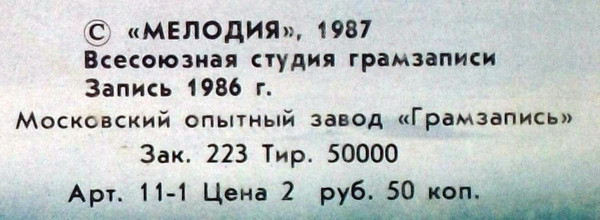 © «МЕЛОДИЯ», 1987
Всесоюзная студия грамзаписи
Запись 1986 г.
Московский опытный завод «Грамзапись»
Зак. 223 Тир. 50000
Арт. 11-1 Цена 2 руб. 50 коп.